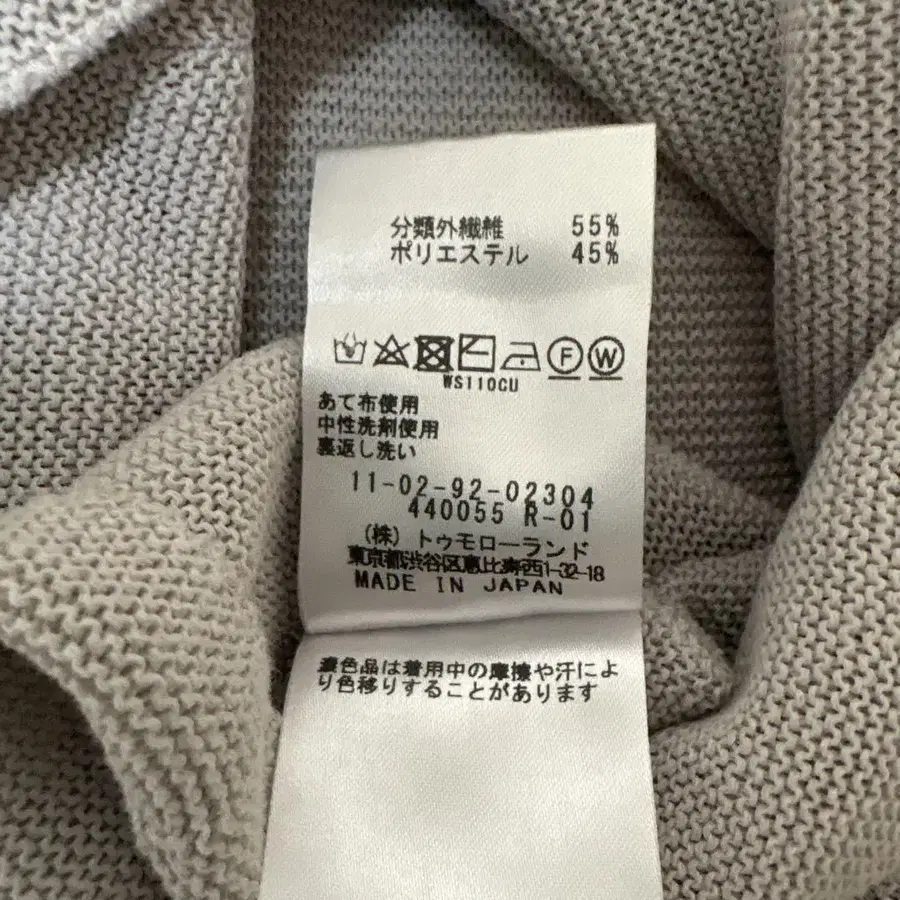 分類外繊維 55%
ポリエステル 45%
F W
WS110CU
あて布使用
中性洗剤使用
裏返し洗い
11-02-92-02304
440055 R-01
(株)トゥモローランド
東京都渋谷区恵比寿西1-32-18
MADE IN JAPAN
濃色品は着用中の摩擦や汗によ
り色移りすることがあります